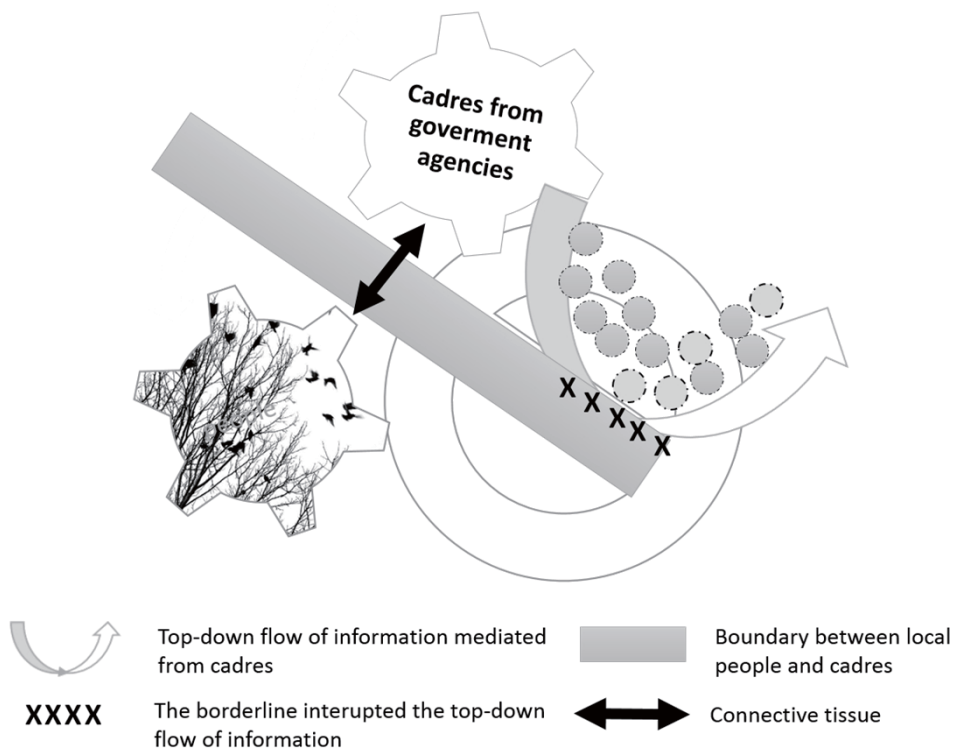 Cadres from
goverment
agencies
X X X X X
Top-down flow of information mediated
from cadres
Boundary between local
people and cadres
XXXX
The borderline interupted the top-down
flow of information
Connective tissue